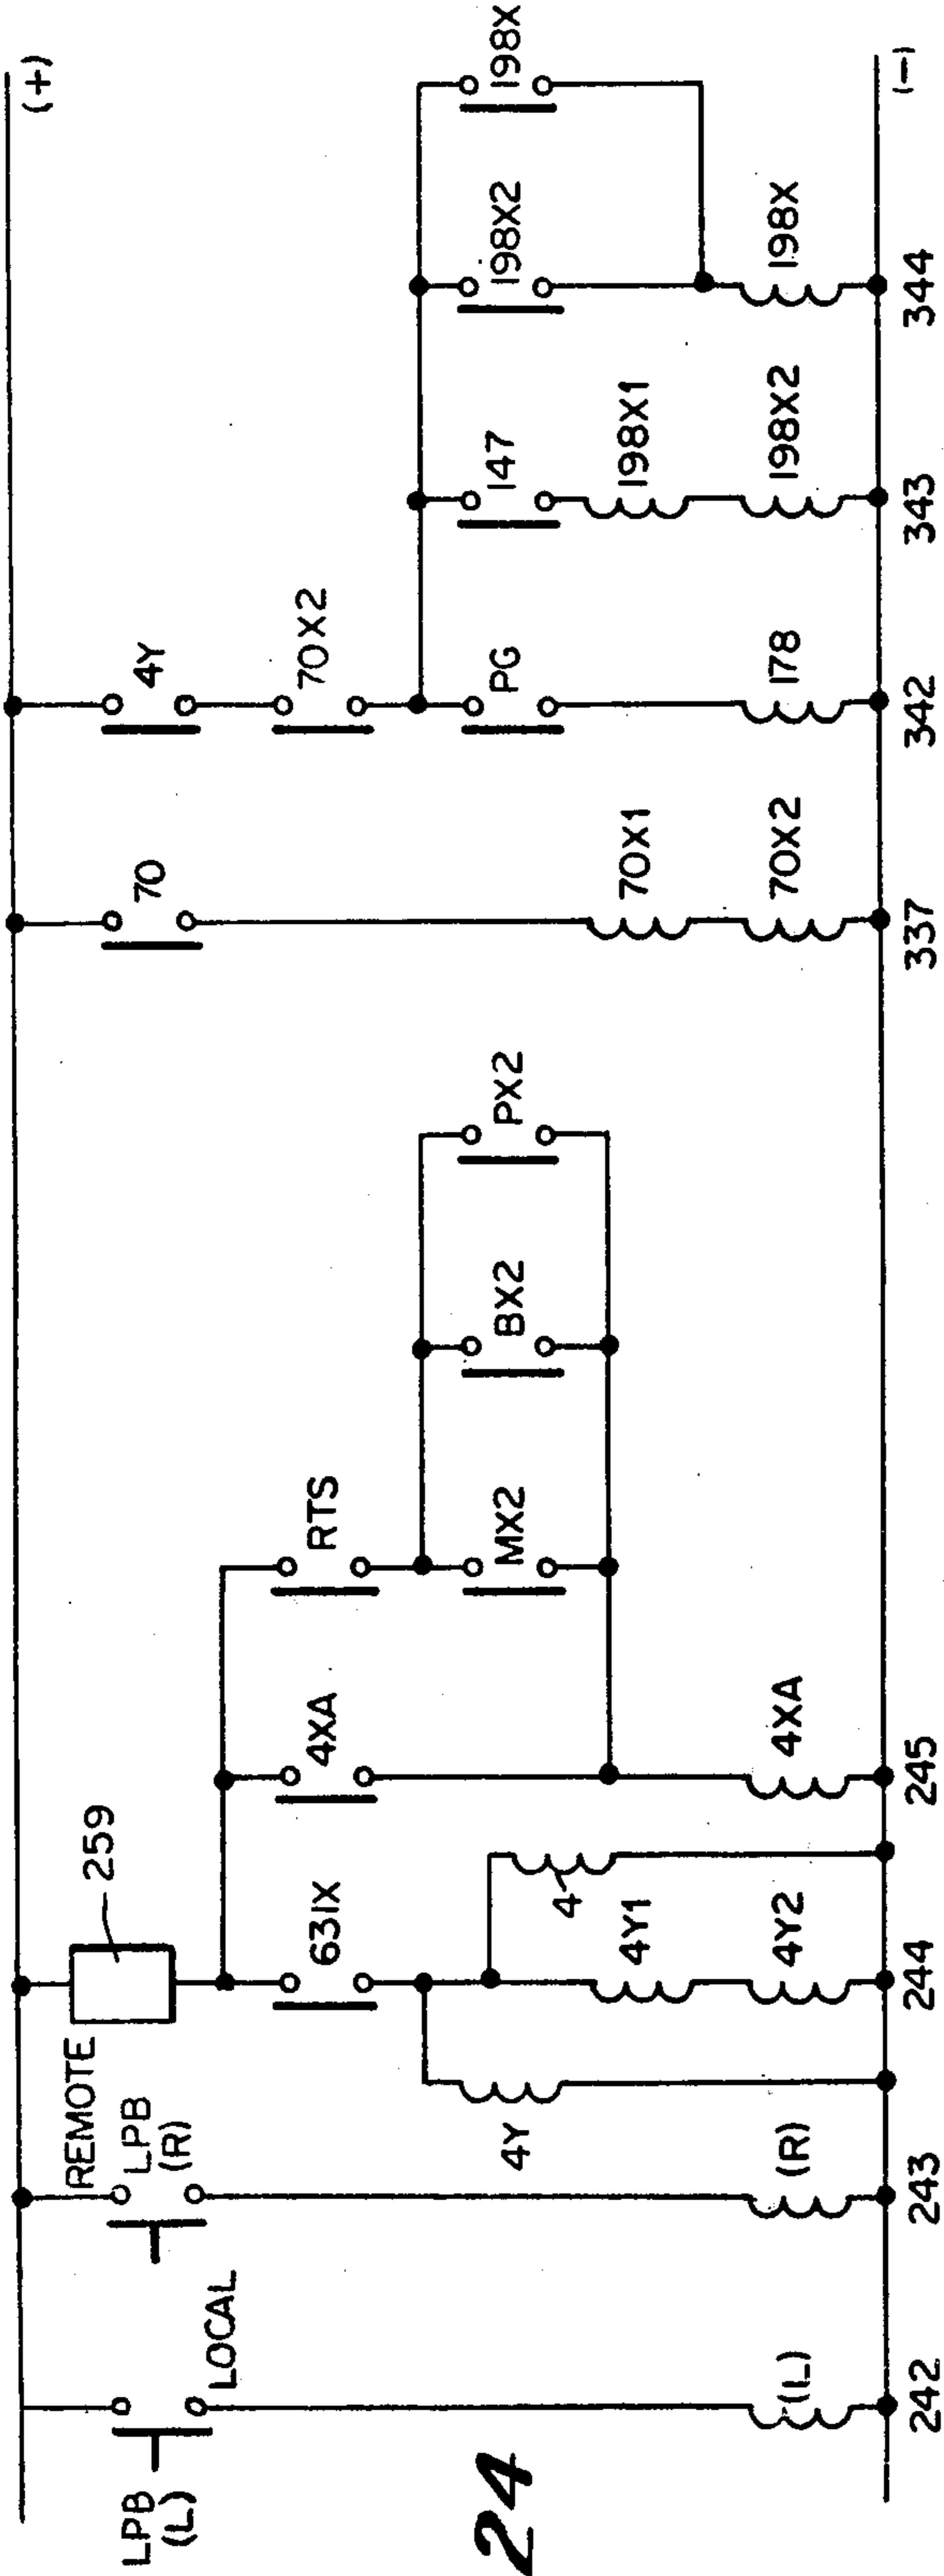 (+)
LPB
(L)
LOCAL
REMOTE
LPB
(R)
259
631X
4XA
RTS
MX2
BX2
PX2
70
4Y
70X2
PG
147
198X2
198X
(L)
(R)
4Y
4
4Y1
4Y2
4XA
70X1
70X2
178
198X1
198X2
198X
(-)
242
243
244
245
337
342
343
344
24